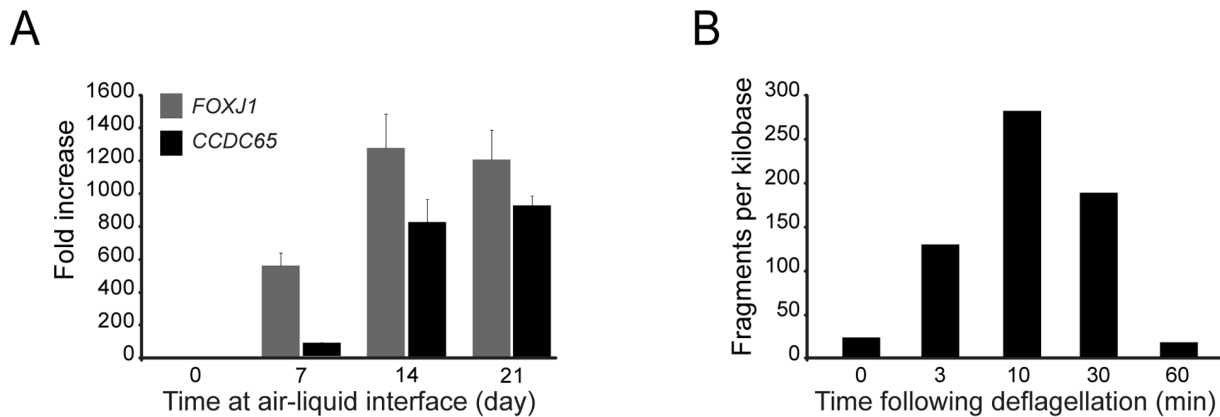 A
Fold increase
1600
1400
1200
1000
800
600
400
200
0
FOXJ1
CCDC65
0 7 14 21
Time at air-liquid interface (day)
B
Fragments per kilobase
300
250
200
150
100
50
0
0 3 10 30 60
Time following deflagellation (min)